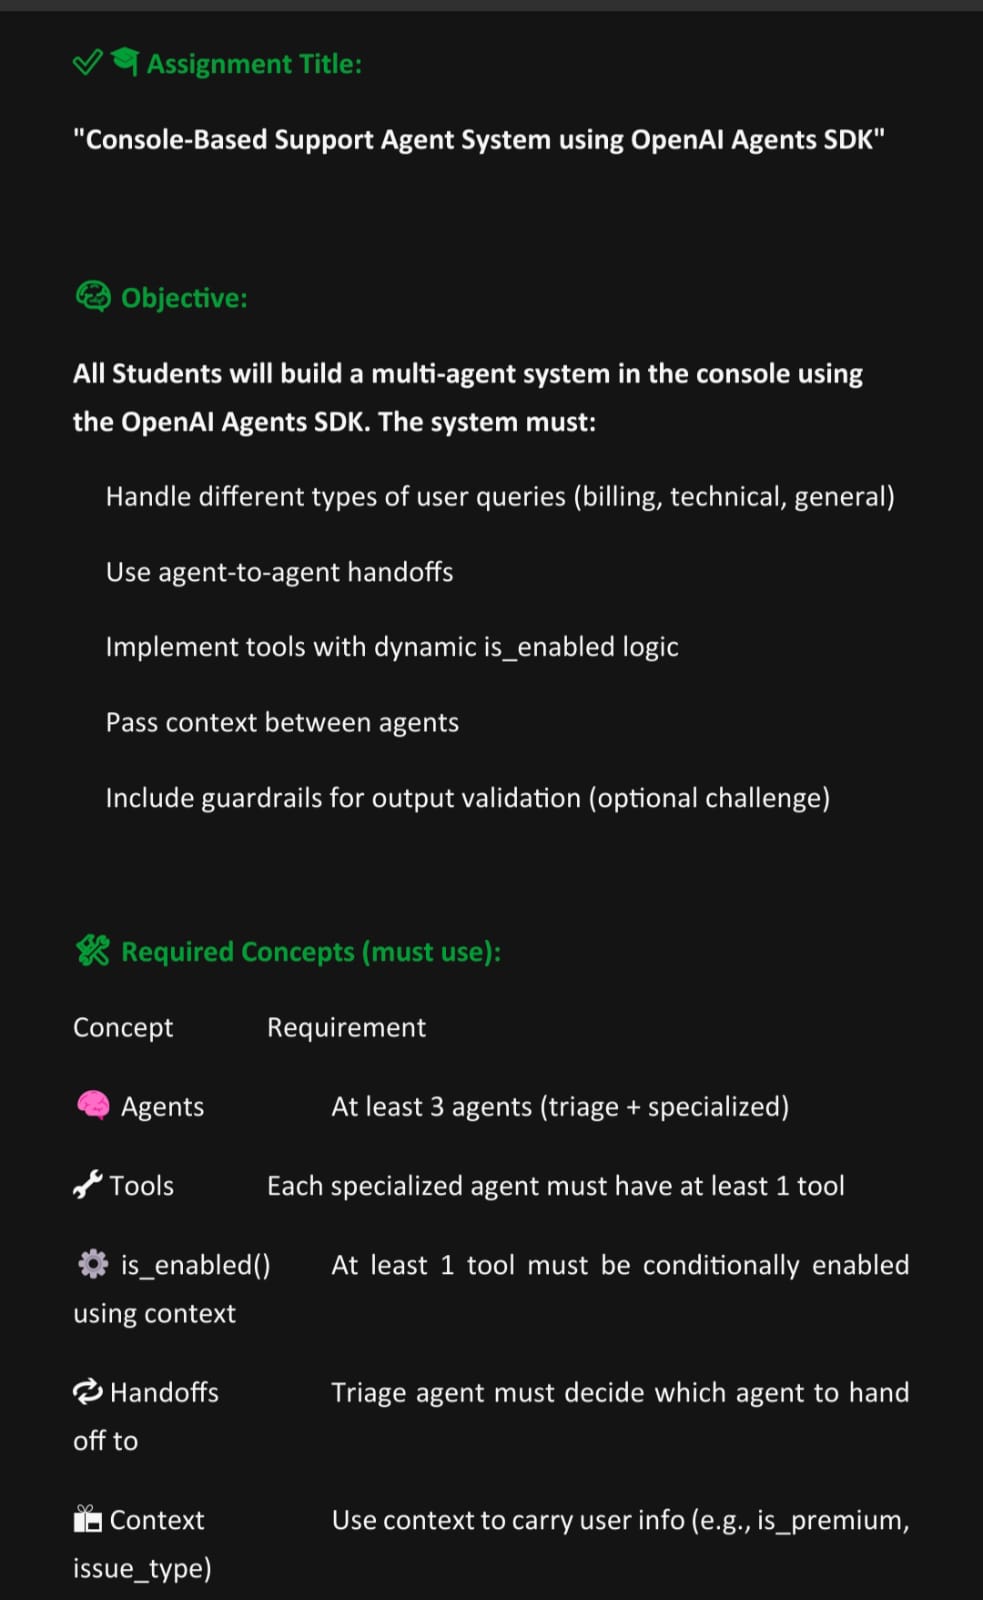 Assignment Title:
"Console-Based Support Agent System using OpenAI Agents SDK"
Objective:
All Students will build a multi-agent system in the console using
the OpenAI Agents SDK. The system must:
Handle different types of user queries (billing, technical, general)
Use agent-to-agent handoffs
Implement tools with dynamic is_enabled logic
Pass context between agents
Include guardrails for output validation (optional challenge)
Required Concepts (must use):
Concept Requirement
Agents At least 3 agents (triage + specialized)
Tools Each specialized agent must have at least 1 tool
is_enabled() At least 1 tool must be conditionally enabled
using context
Handoffs Triage agent must decide which agent to hand
off to
Context Use context to carry user info (e.g., is_premium,
issue_type)